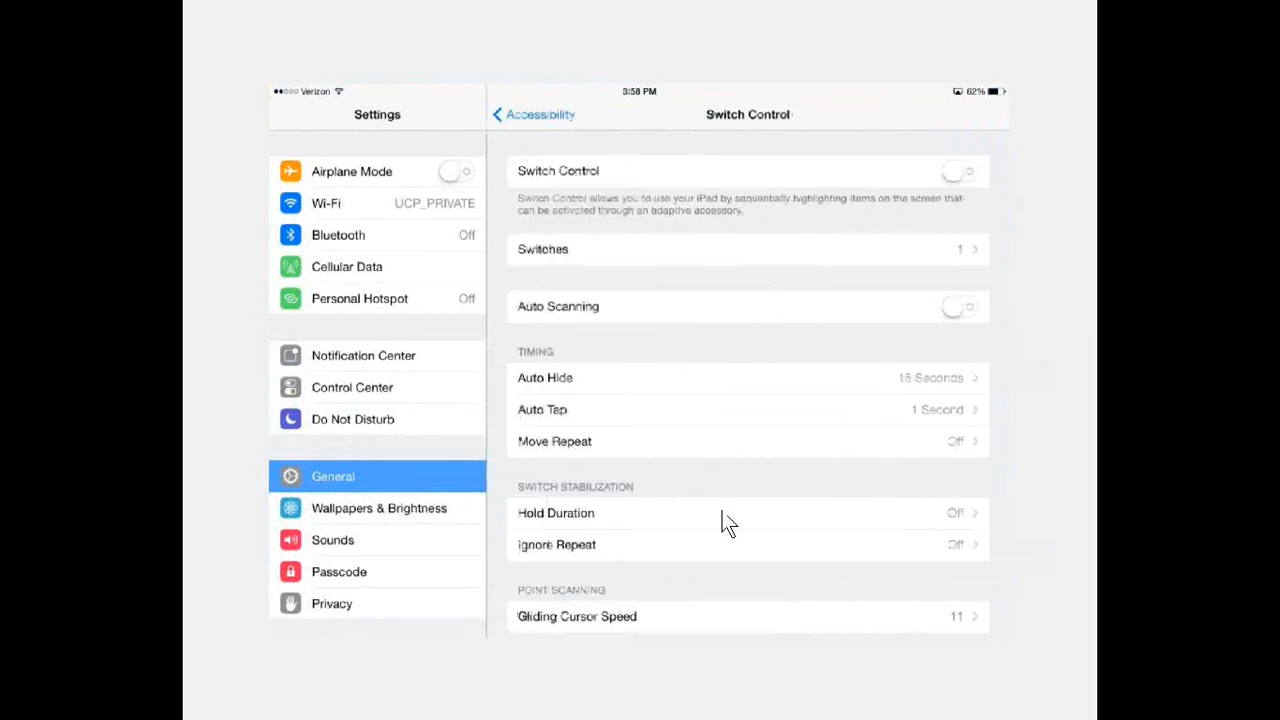 Verizon 3:58 PM 62%
Settings
Accessibility Switch Control
Airplane Mode
Wi-Fi UCP_PRIVATE
Bluetooth Off
Cellular Data
Personal Hotspot Off
Notification Center
Control Center
Do Not Disturb
General
Wallpapers & Brightness
Sounds
Passcode
Privacy
Switch Control
Switch Control allows you to use your iPad by sequentially highlighting items on the screen that
can be activated through an adaptive accessory.
Switches 1
Auto Scanning
TIMING
Auto Hide 15 Seconds
Auto Tap 1 Second
Move Repeat Off
SWITCH STABILIZATION
Hold Duration Off
Ignore Repeat Off
POINT SCANNING
Gliding Cursor Speed 11